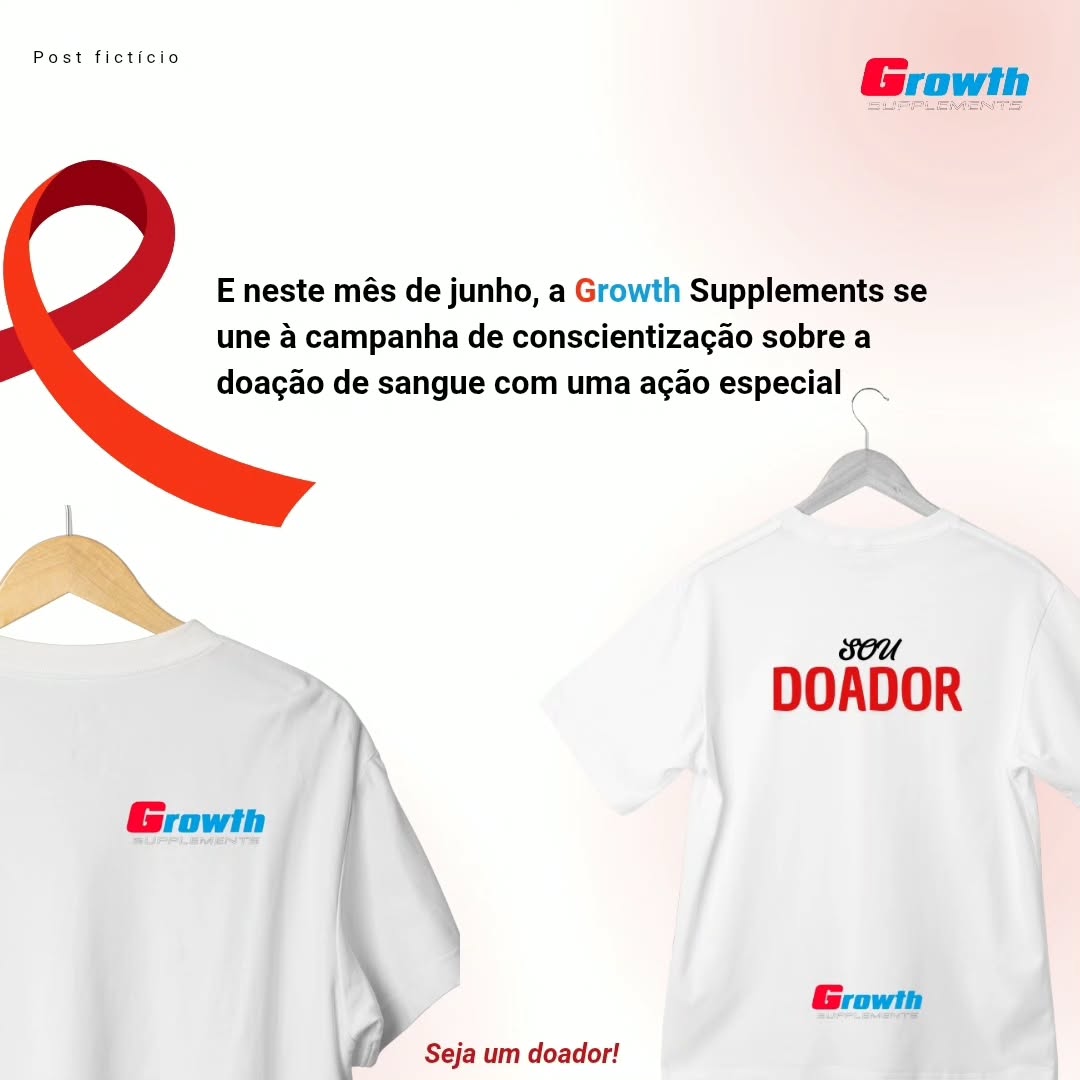 Post fictício
Growth
SUPPLEMENTS
E neste mês de junho, a Growth Supplements se
une à campanha de conscientização sobre a
doação de sangue com uma ação especial
SOU
DOADOR
Growth
SUPPLEMENTS
Growth
SUPPLEMENTS
Seja um doador!